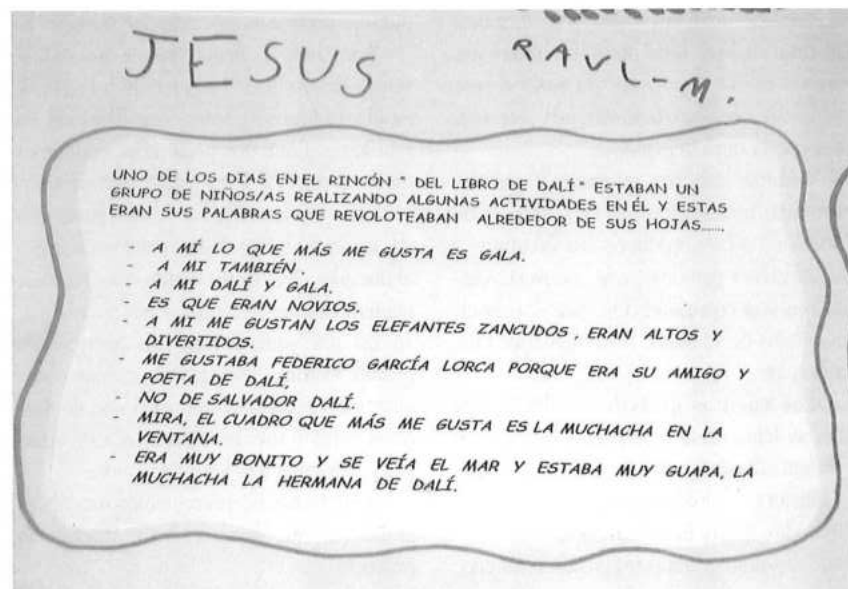 JESUS
RAUL-M.
UNO DE LOS DIAS EN EL RINCÓN " DEL LIBRO DE DALÍ " ESTABAN UN
GRUPO DE NIÑOS/AS REALIZANDO ALGUNAS ACTIVIDADES EN ÉL Y ESTAS
ERAN SUS PALABRAS QUE REVOLOTEABAN ALREDEDOR DE SUS HOJAS......
- A MÍ LO QUE MÁS ME GUSTA ES GALA.
A MI TAMBIÉN.
- A MI DALÍ Y GALA.
- ES QUE ERAN NOVIOS.
- A MI ME GUSTAN LOS ELEFANTES ZANCUDOS, ERAN ALTOS Y
DIVERTIDOS.
- ME GUSTABA FEDERICO GARCÍA LORCA PORQUE ERA SU AMIGO Y
POETA DE DALÍ,
- NO DE SALVADOR DALÍ.
- MIRA, EL CUADRO QUE MÁS ME GUSTA ES LA MUCHACHA EN LA
VENTANA.
- ERA MUY BONITO Y SE VEÍA EL MAR Y ESTABA MUY GUAPA, LA
MUCHACHA LA HERMANA DE DALÍ.